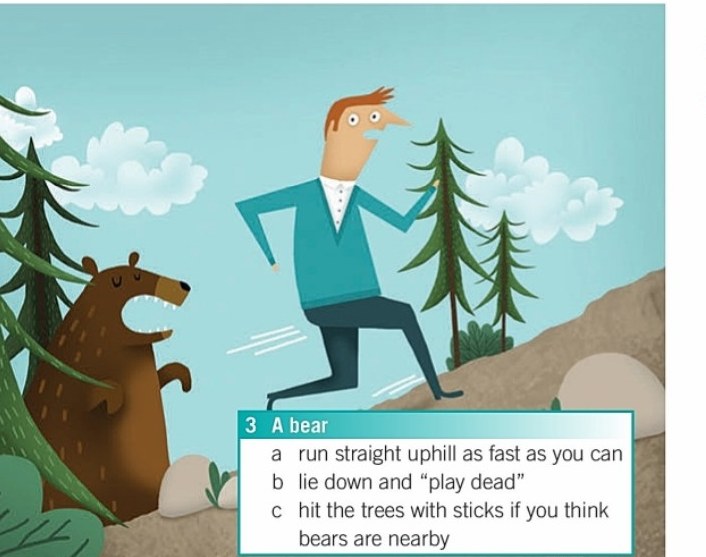 3 A bear
a run straight uphill as fast as you can
b lie down and “play dead”
c hit the trees with sticks if you think
bears are nearby